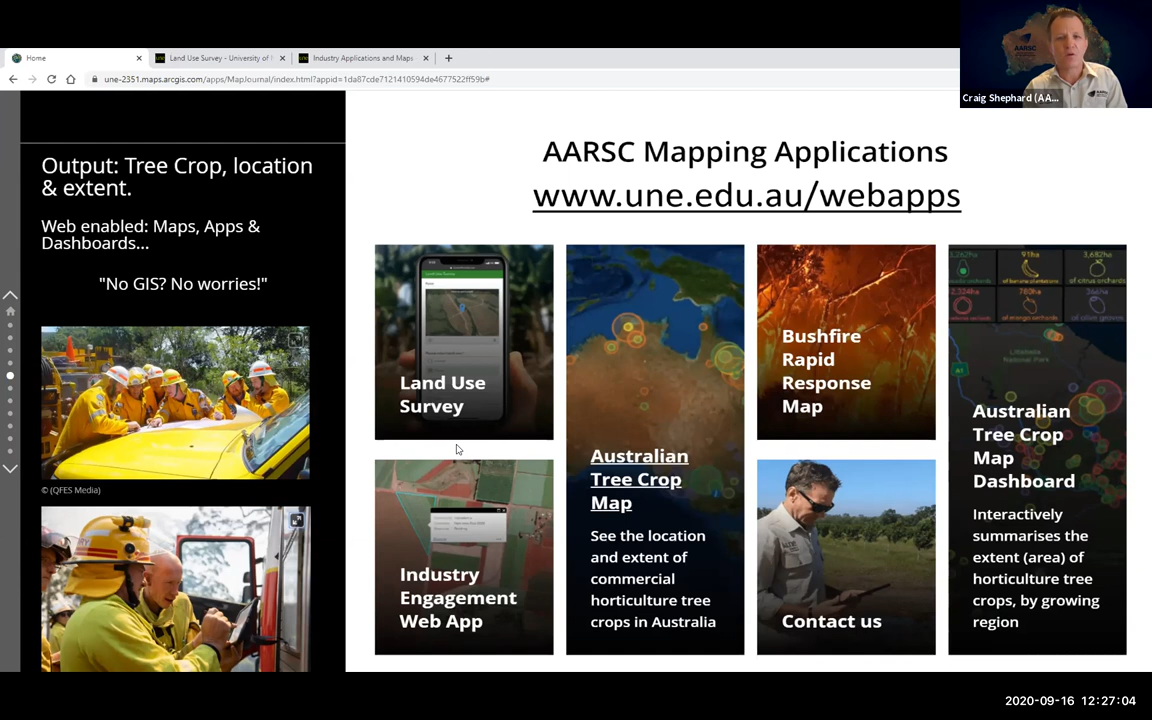 Home
Land Use Survey - University of
Industry Applications and Maps
une-2351.maps.arcgis.com/apps/MapJournal/index.html?appid=1da87cde7121410594de4677522ff59b#
AARSC
Craig Shephard (AA...
Output: Tree Crop, location
& extent.
Web enabled: Maps, Apps &
Dashboards...
"No GIS? No worries!"
© (QFES Media)
AARSC Mapping Applications
www.une.edu.au/webapps
Land Use
Survey
Industry
Engagement
Web App
Australian
Tree Crop
Map
See the location
and extent of
commercial
horticulture tree
crops in Australia
Bushfire
Rapid
Response
Map
Contact us
A1
Australian
Tree Crop
Map
Dashboard
Interactively
summarises the
extent (area) of
horticulture tree
crops, by growing
region
2020-09-16 12:27:04